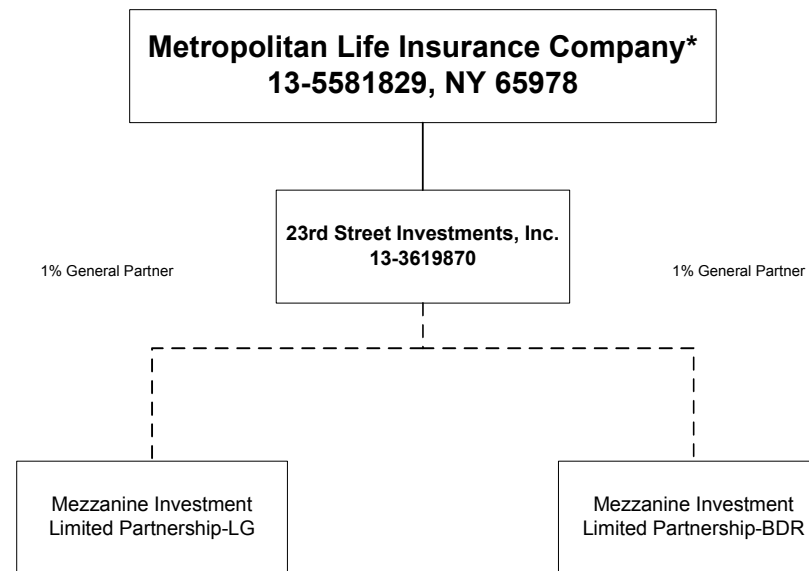 Metropolitan Life Insurance Company*
13-5581829, NY 65978
23rd Street Investments, Inc.
13-3619870
1% General Partner
1% General Partner
Mezzanine Investment
Limited Partnership-LG
Mezzanine Investment
Limited Partnership-BDR